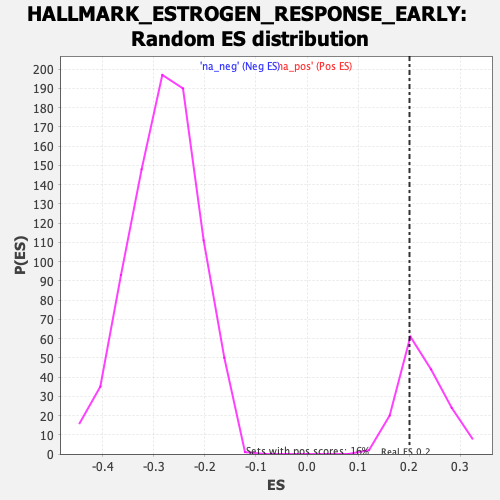 HALLMARK_ESTROGEN_RESPONSE_EARLY:
Random ES distribution
'na_neg' (Neg ES)
na_pos' (Pos ES)
200
190
180
170
160
150
140
130
120
110
100
90
80
70
60
50
40
30
20
10
0
P(ES)
Sets with pos scores: 16%
Real ES 0.2
-0.4 -0.3 -0.2 -0.1 0.0 0.1 0.2 0.3
ES